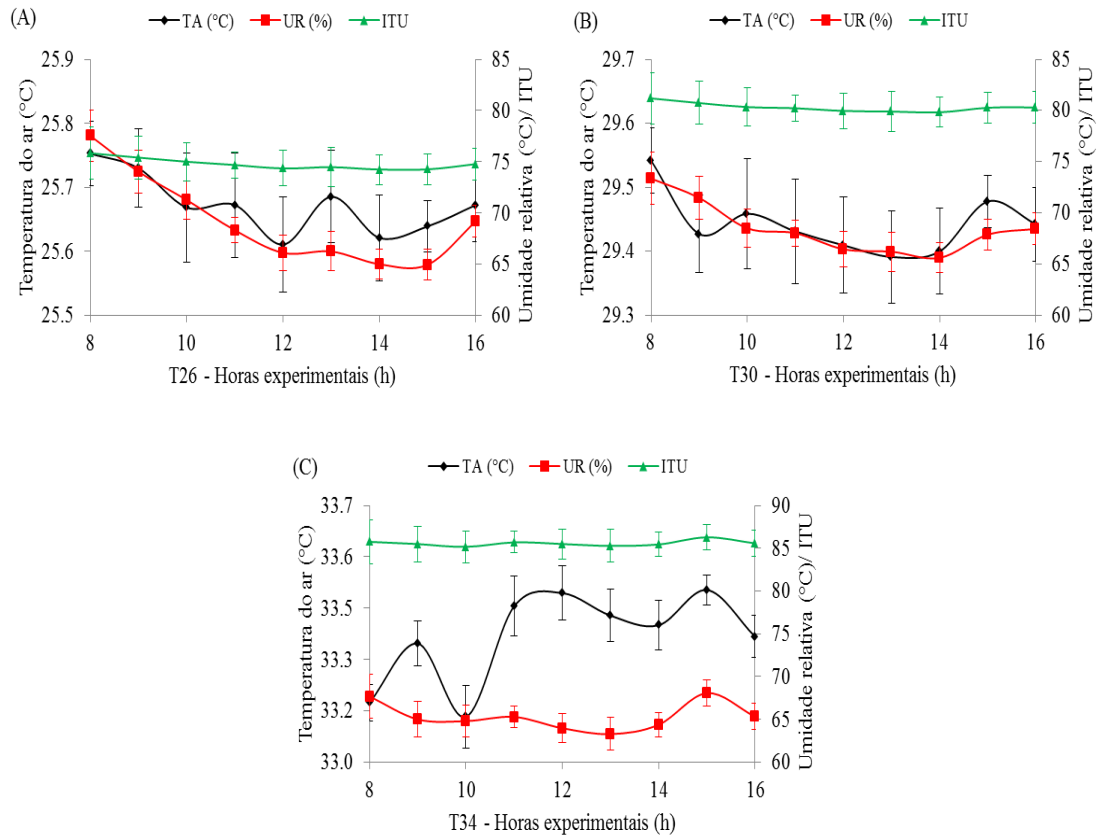 (A)
TA (°C) UR (%) ITU
25.9
25.8
25.7
25.6
25.5
85
80
75
70
65
60
8 10 12 14 16
Temperatura do ar (°C)
Umidade relativa (°C)/ ITU
T26 - Horas experimentais (h)
(B)
TA (°C) UR (%) ITU
29.7
29.6
29.5
29.4
29.3
85
80
75
70
65
60
8 10 12 14 16
Temperatura do ar (°C)
Umidade relativa (°C)/ ITU
T30 - Horas experimentais (h)
(C)
TA (°C) UR (%) ITU
33.7
33.6
33.5
33.3
33.2
33.0
90
85
80
75
70
65
60
8 10 12 14 16
Temperatura do ar (°C)
Umidade relativa (°C)/ ITU
T34 - Horas experimentais (h)